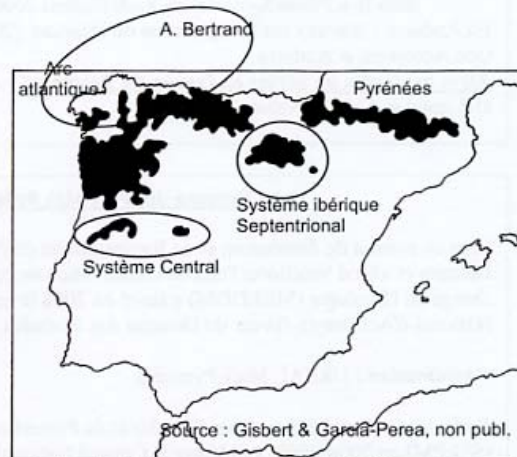 A. Bertrand
Arc
atlantique
Pyrénées
Système ibérique
Septentrional
Système Central
Source : Gisbert & García-Perea, non publ.